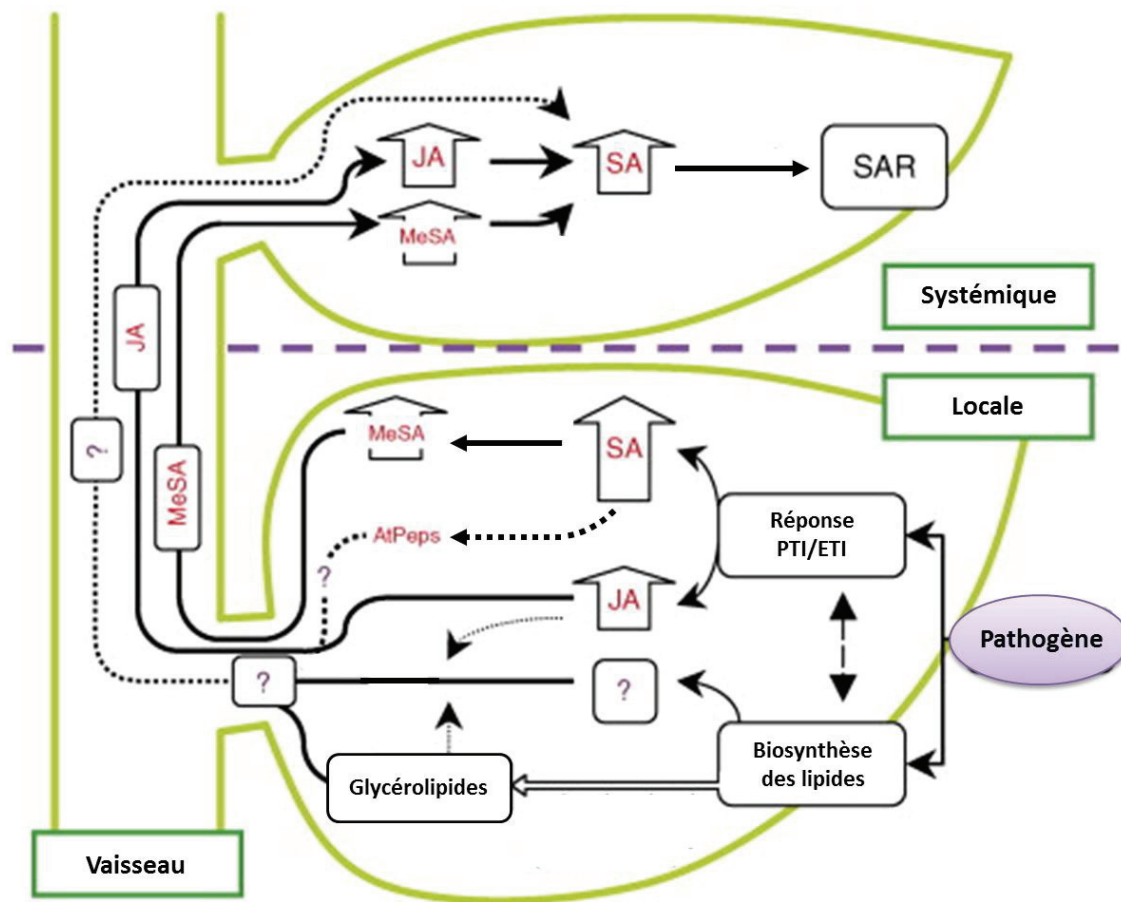 JA
SA
SAR
MeSA
Systémique
JA
Locale
?
MeSA
MeSA
SA
Réponse
PTI/ETI
AtPeps
?
JA
Pathogène
?
?
Biosynthèse
des lipides
Glycérolipides
Vaisseau